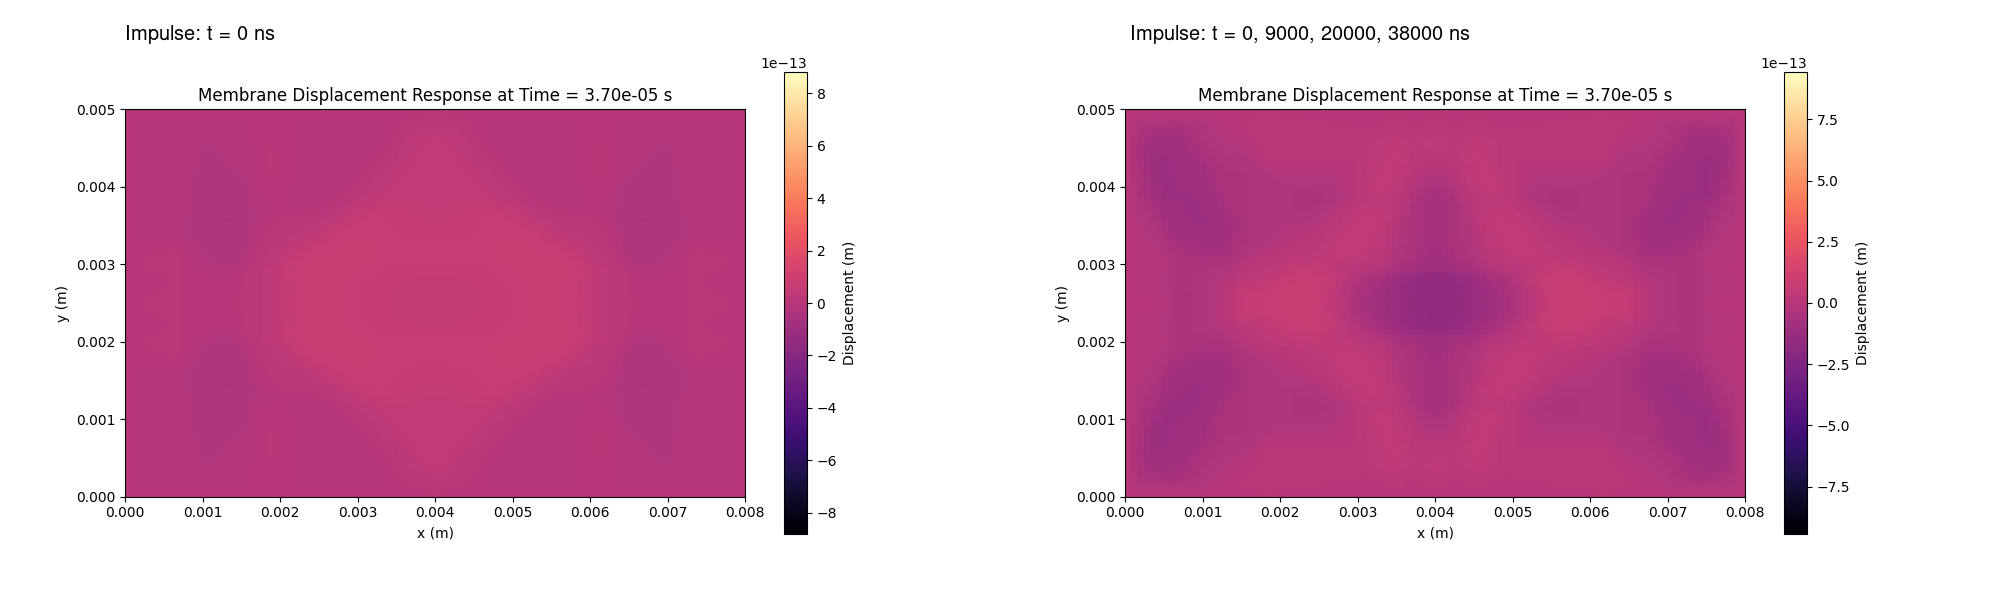 Impulse: t = 0 ns
1e−13
Membrane Displacement Response at Time = 3.70e-05 s
0.005
0.004
0.003
0.002
0.001
0.000
y (m)
0.000 0.001 0.002 0.003 0.004 0.005 0.006 0.007 0.008
x (m)
8
6
4
2
0
−2
−4
−6
−8
Displacement (m)
Impulse: t = 0, 9000, 20000, 38000 ns
1e−13
Membrane Displacement Response at Time = 3.70e-05 s
0.005
0.004
0.003
0.002
0.001
0.000
y (m)
0.000 0.001 0.002 0.003 0.004 0.005 0.006 0.007 0.008
x (m)
7.5
5.0
2.5
0.0
−2.5
−5.0
−7.5
Displacement (m)